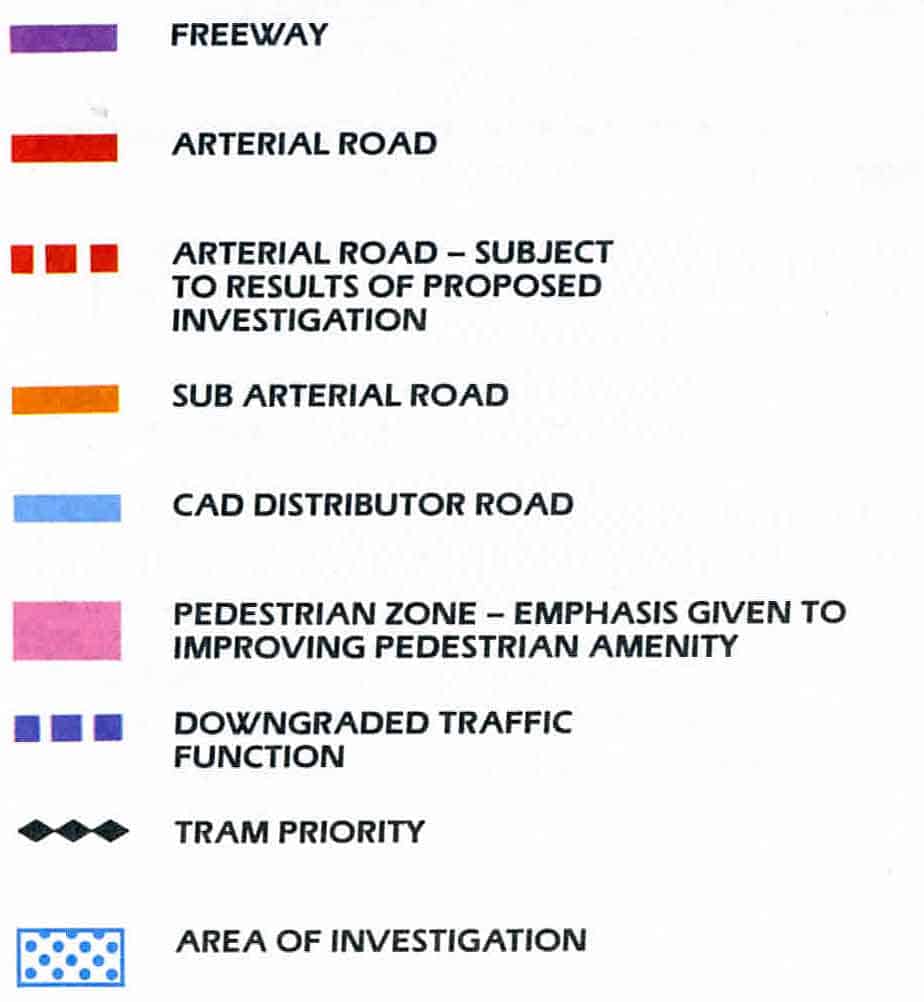 FREEWAY
ARTERIAL ROAD
ARTERIAL ROAD – SUBJECT
TO RESULTS OF PROPOSED
INVESTIGATION
SUB ARTERIAL ROAD
CAD DISTRIBUTOR ROAD
PEDESTRIAN ZONE – EMPHASIS GIVEN TO
IMPROVING PEDESTRIAN AMENITY
DOWNGRADED TRAFFIC
FUNCTION
TRAM PRIORITY
AREA OF INVESTIGATION